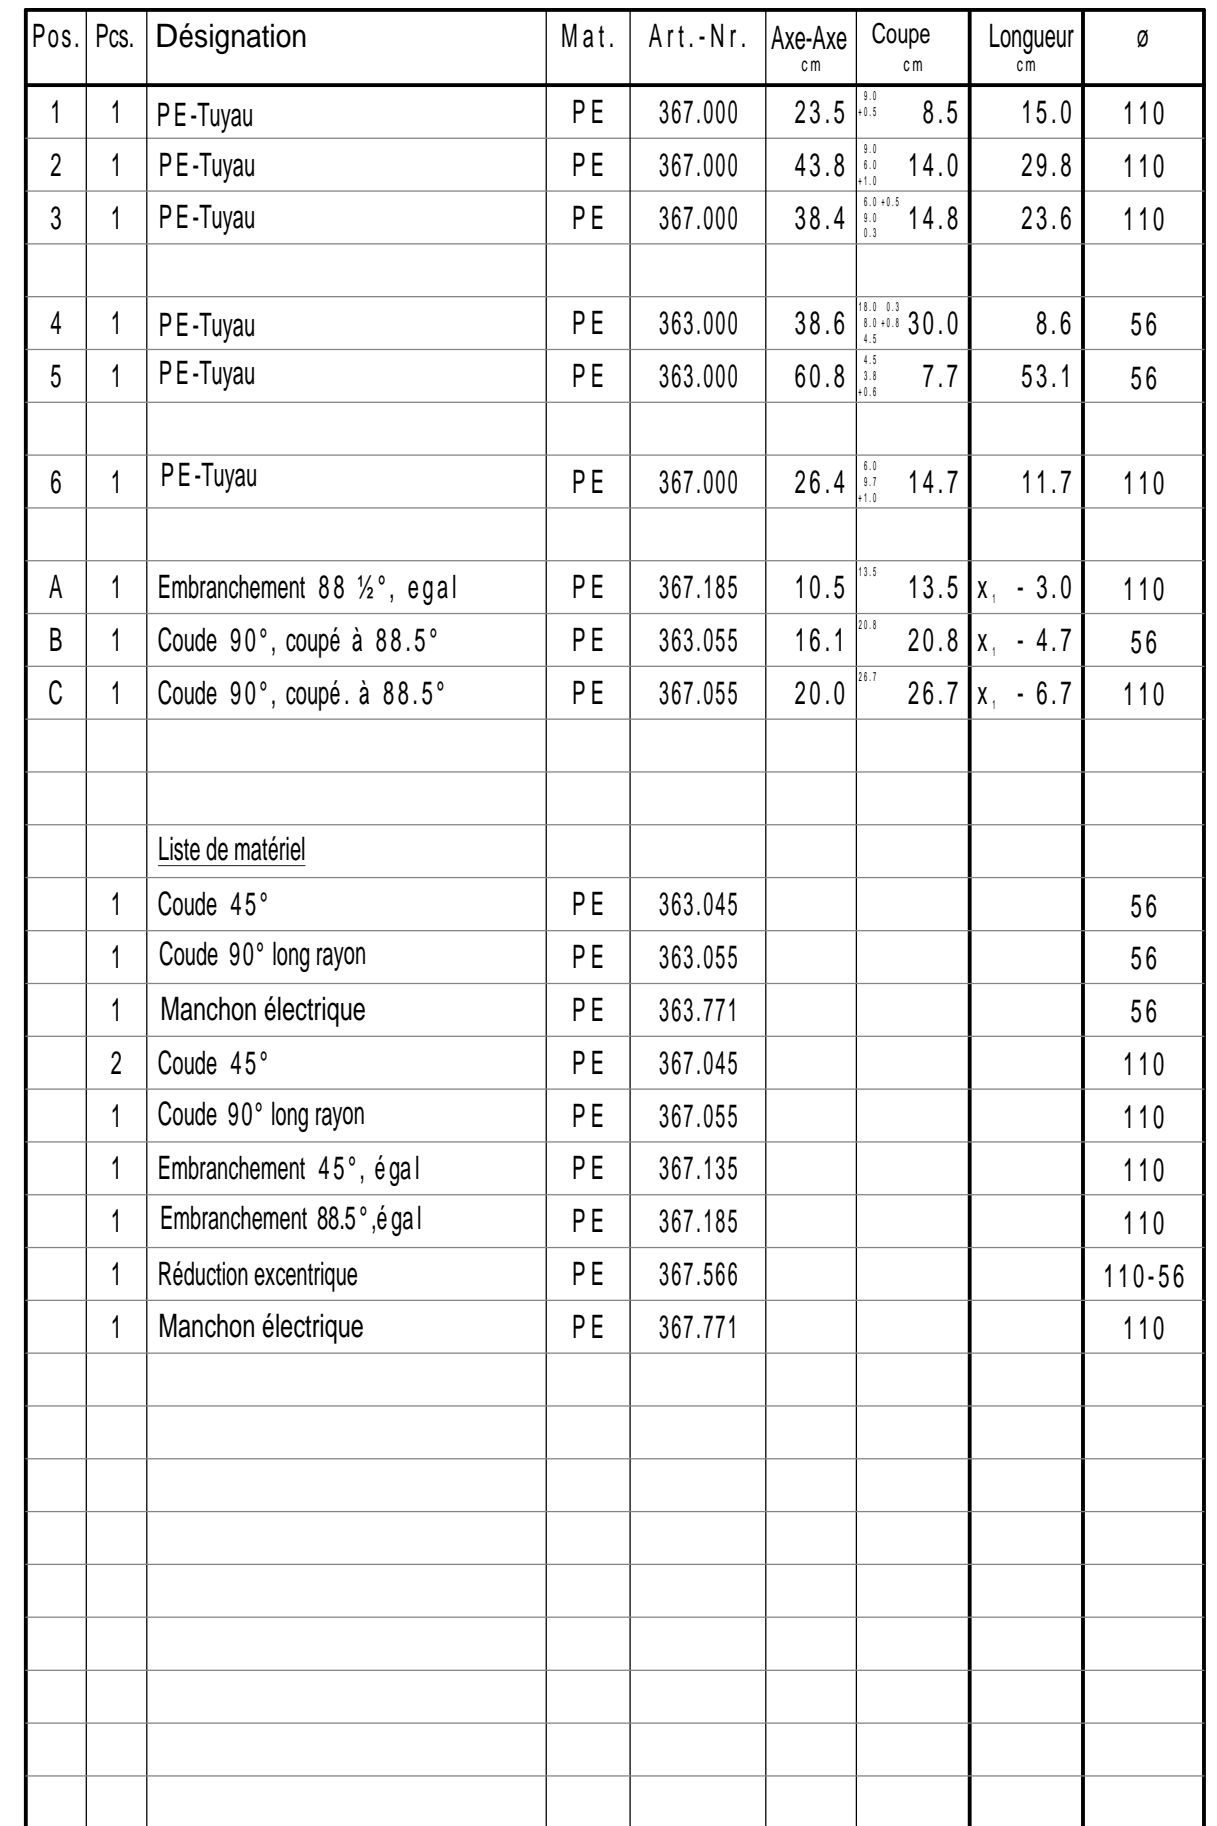 Pos. Pcs. Désignation Mat. Art.-Nr. Axe-Axe cm Coupe cm Longueur cm ø
1 1 PE-Tuyau PE 367.000 23.5 9.0 +0.5 8.5 15.0 110
2 1 PE-Tuyau PE 367.000 43.8 9.0 6.0 +1.0 14.0 29.8 110
3 1 PE-Tuyau PE 367.000 38.4 6.0 +0.5 9.0 0.3 14.8 23.6 110
4 1 PE-Tuyau PE 363.000 38.6 18.0 0.3 8.0 +0.8 4.5 30.0 8.6 56
5 1 PE-Tuyau PE 363.000 60.8 4.5 3.8 +0.6 7.7 53.1 56
6 1 PE-Tuyau PE 367.000 26.4 6.0 9.7 +1.0 14.7 11.7 110
A 1 Embranchement 88 ½°, egal PE 367.185 10.5 13.5 13.5 x₁ - 3.0 110
B 1 Coude 90°, coupé à 88.5° PE 363.055 16.1 20.8 20.8 x₁ - 4.7 56
C 1 Coude 90°, coupé. à 88.5° PE 367.055 20.0 26.7 26.7 x₁ - 6.7 110
Liste de matériel
1 Coude 45° PE 363.045 56
1 Coude 90° long rayon PE 363.055 56
1 Manchon électrique PE 363.771 56
2 Coude 45° PE 367.045 110
1 Coude 90° long rayon PE 367.055 110
1 Embranchement 45°, égal PE 367.135 110
1 Embranchement 88.5°,égal PE 367.185 110
1 Réduction excentrique PE 367.566 110-56
1 Manchon électrique PE 367.771 110